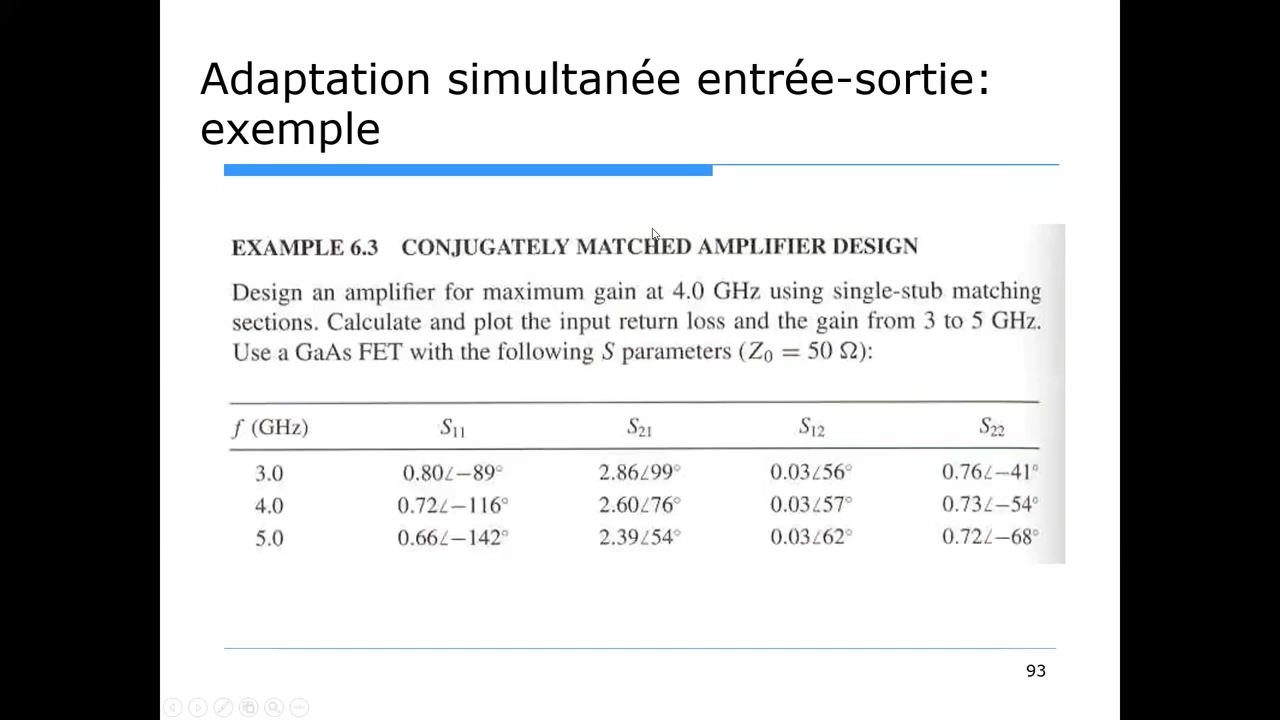 Adaptation simultanée entrée-sortie:
exemple
EXAMPLE 6.3 CONJUGATELY MATCHED AMPLIFIER DESIGN
Design an amplifier for maximum gain at 4.0 GHz using single-stub matching
sections. Calculate and plot the input return loss and the gain from 3 to 5 GHz.
Use a GaAs FET with the following S parameters (Z₀ = 50 Ω):
f (GHz) S₁₁ S₂₁ S₁₂ S₂₂
3.0 0.80∠−89° 2.86∠99° 0.03∠56° 0.76∠−41°
4.0 0.72∠−116° 2.60∠76° 0.03∠57° 0.73∠−54°
5.0 0.66∠−142° 2.39∠54° 0.03∠62° 0.72∠−68°
93